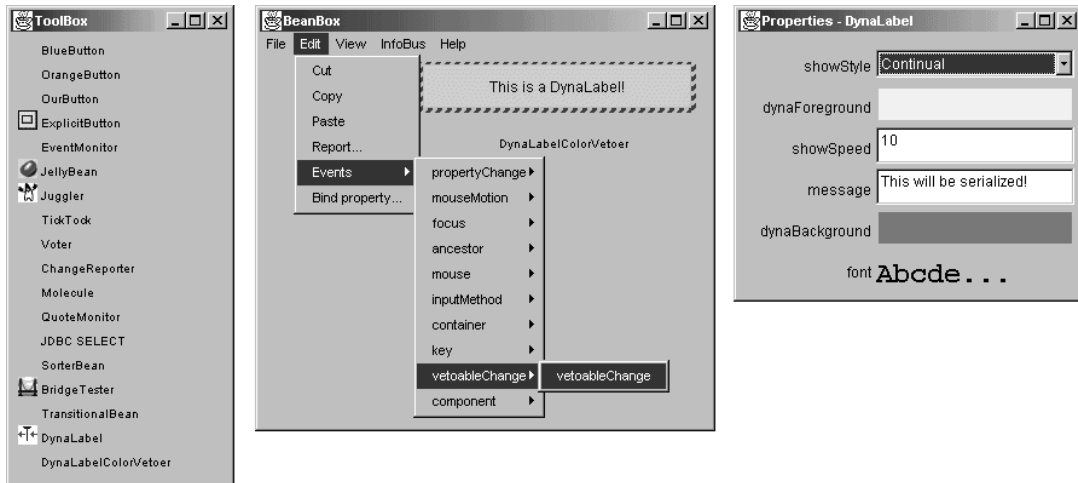 ToolBox
BlueButton
OrangeButton
OurButton
ExplicitButton
EventMonitor
JellyBean
Juggler
TickTock
Voter
ChangeReporter
Molecule
QuoteMonitor
JDBC SELECT
SorterBean
BridgeTester
TransitionalBean
DynaLabel
DynaLabelColorVetoer
BeanBox
File Edit View InfoBus Help
Cut
Copy
Paste
Report...
Events
Bind property...
This is a DynaLabel!
DynaLabelColorVetoer
propertyChange
mouseMotion
focus
ancestor
mouse
inputMethod
container
key
vetoableChange
component
vetoableChange
Properties - DynaLabel
showStyle Continual
dynaForeground
showSpeed 10
message This will be serialized!
dynaBackground
font Abcde...